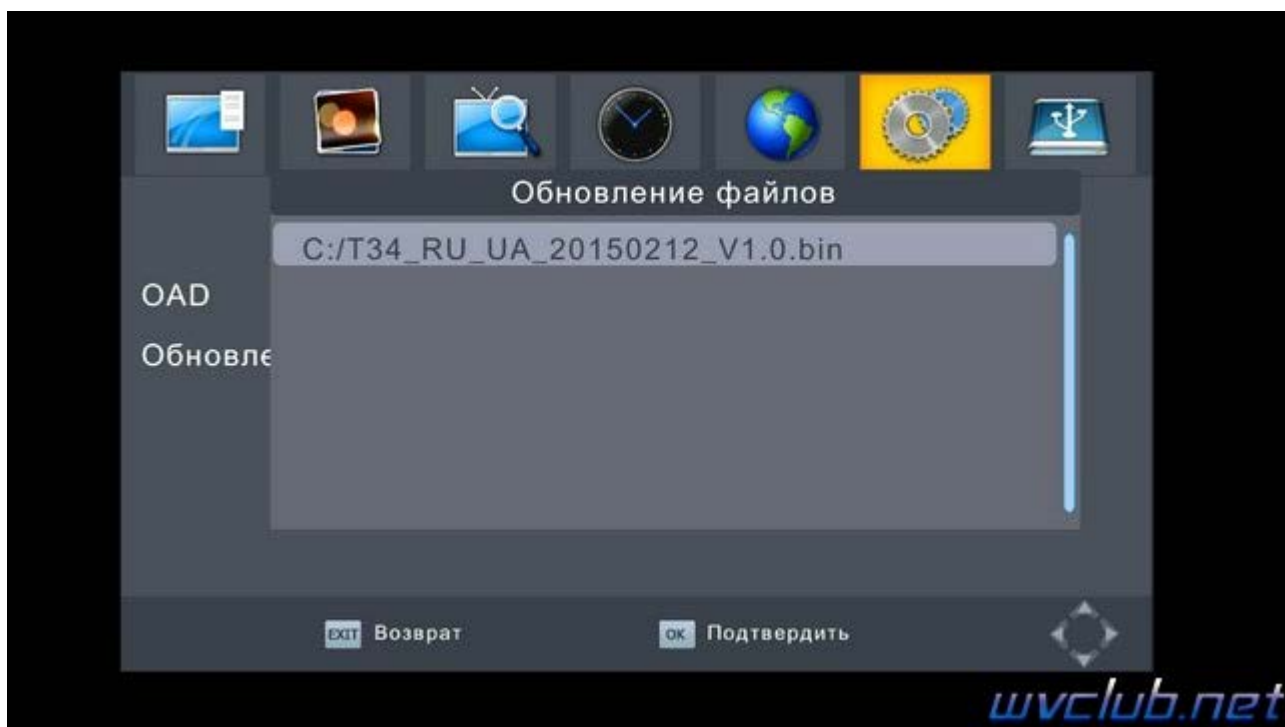 Обновление файлов
C:/T34_RU_UA_20150212_V1.0.bin
OAD
Обновле
EXIT Возврат
OK Подтвердить
wvclub.net